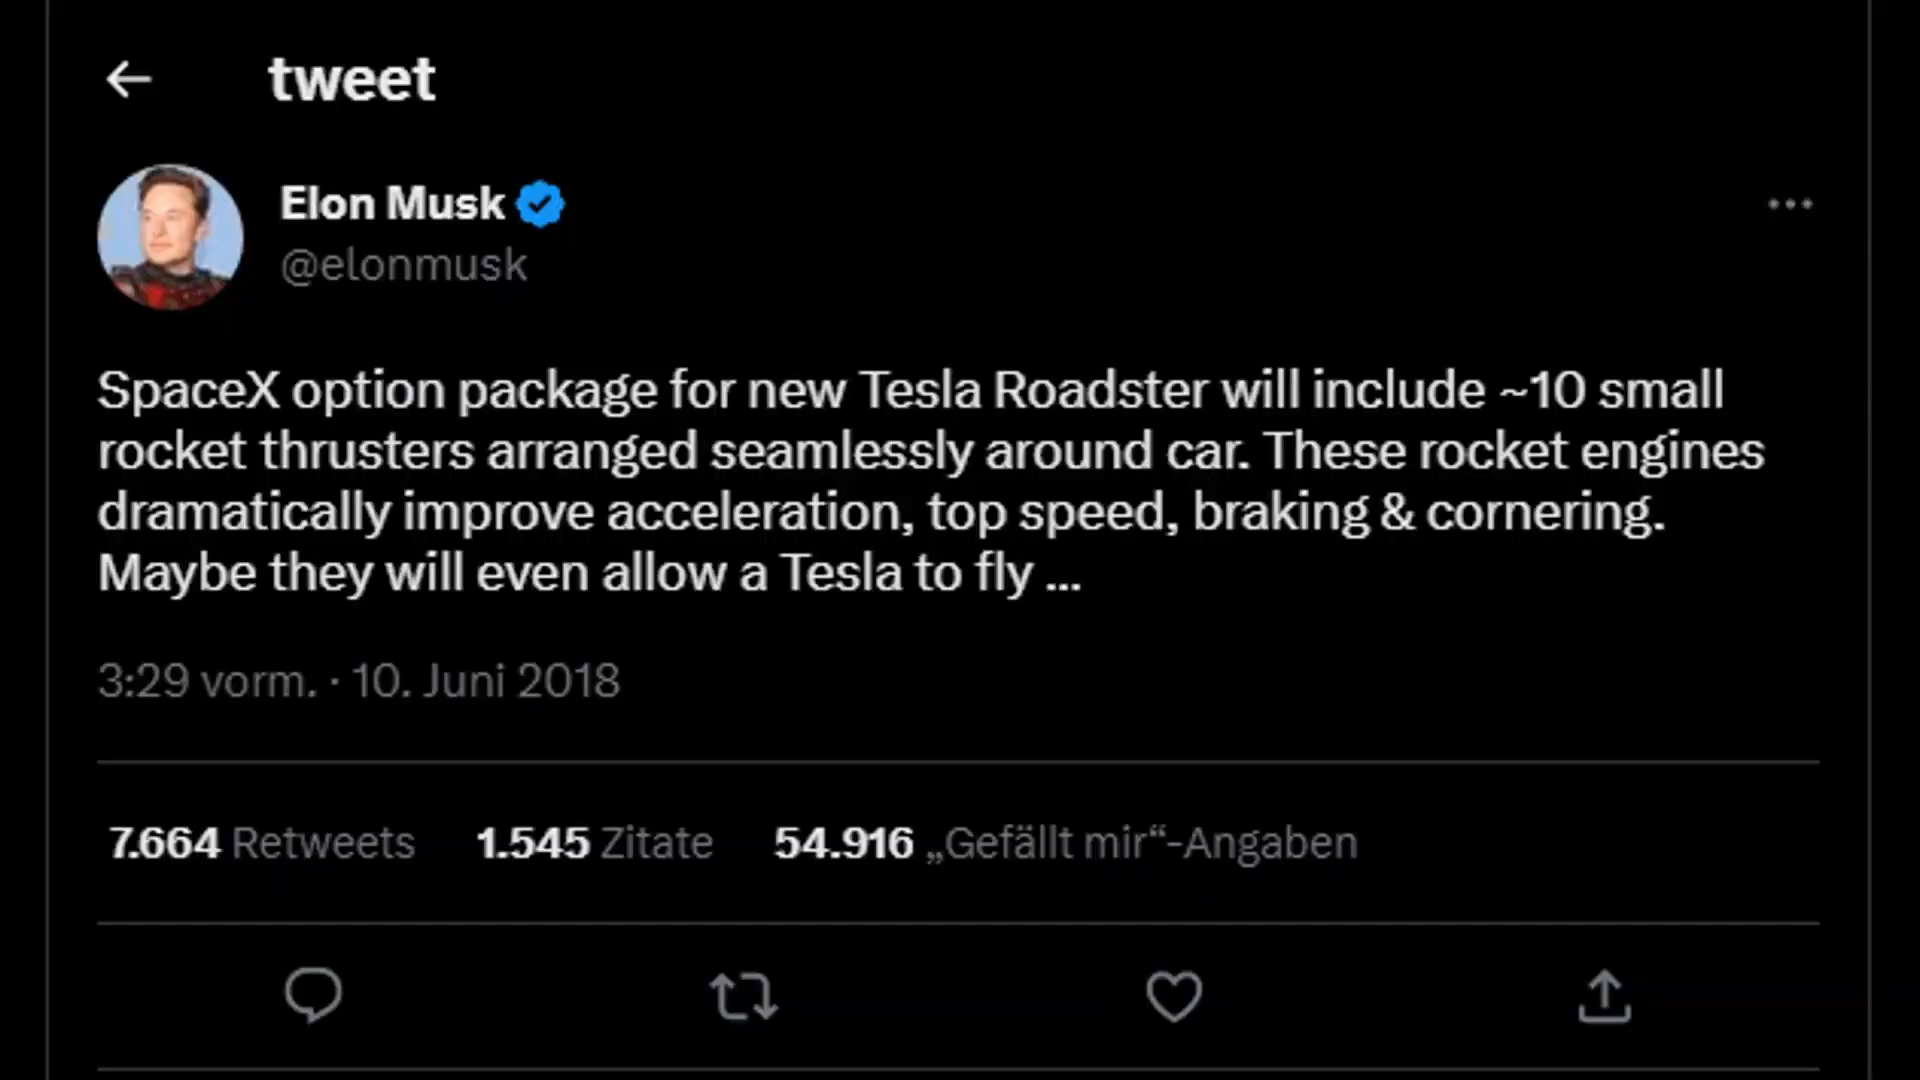 tweet
Elon Musk
@elonmusk
SpaceX option package for new Tesla Roadster will include ~10 small
rocket thrusters arranged seamlessly around car. These rocket engines
dramatically improve acceleration, top speed, braking & cornering.
Maybe they will even allow a Tesla to fly ...
3:29 vorm. · 10. Juni 2018
7.664 Retweets 1.545 Zitate 54.916 „Gefällt mir“-Angaben